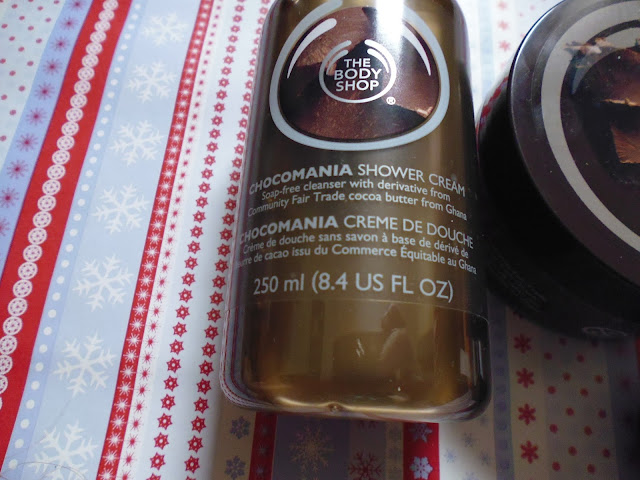 THE
BODY
SHOP
®
CHOCOMANIA SHOWER CREAM
Soap-free cleanser with derivative from
Community Fair Trade cocoa butter from Ghana
CHOCOMANIA CREME DE DOUCHE
Crème de douche sans savon à base de dérivé de
beurre de cacao issu du Commerce Équitable au Ghana
250 ml (8.4 US FL OZ)